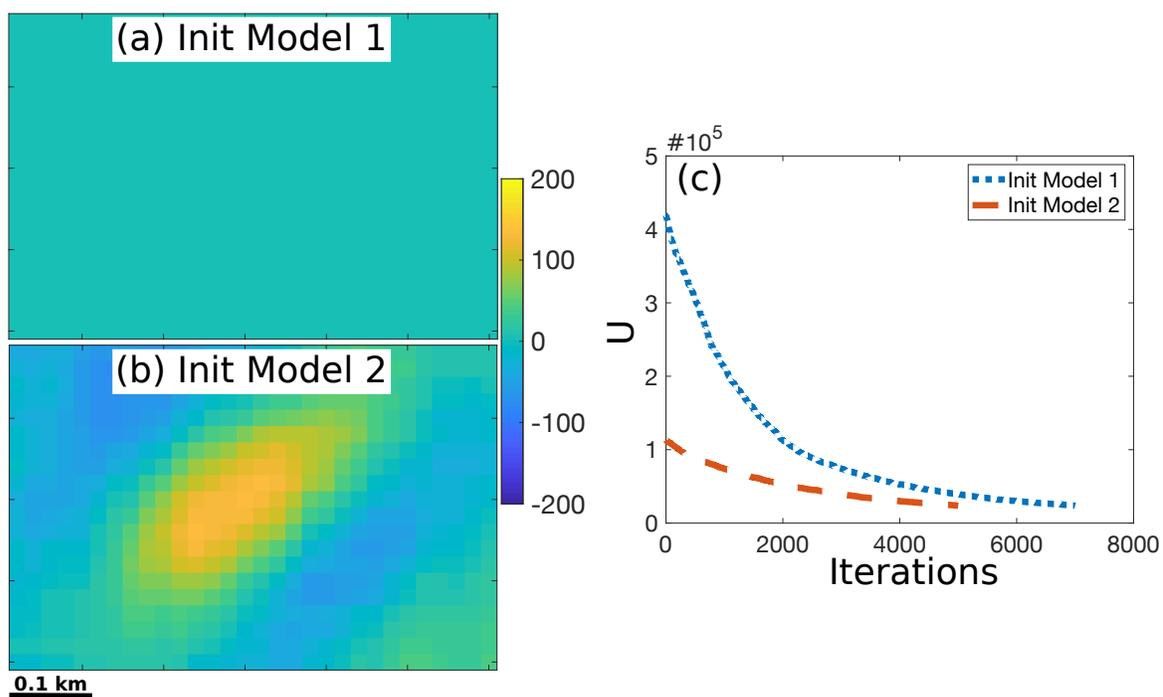 (a) Init Model 1
(b) Init Model 2
0.1 km
200
100
0
-100
-200
#10^5
(c)
Init Model 1
Init Model 2
5
4
3
2
1
0
U
0 2000 4000 6000 8000
Iterations